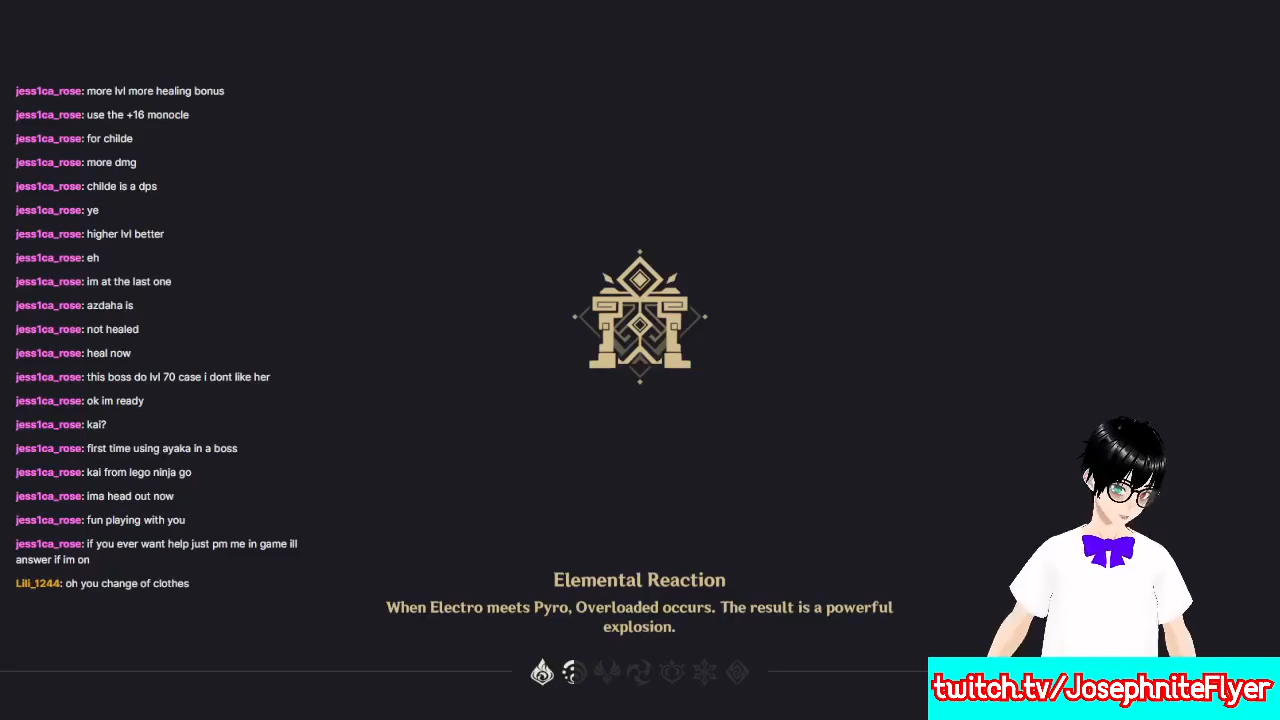 jess1ca_rose: more lvl more healing bonus
jess1ca_rose: use the +16 monocle
jess1ca_rose: for childe
jess1ca_rose: more dmg
jess1ca_rose: childe is a dps
jess1ca_rose: ye
jess1ca_rose: higher lvl better
jess1ca_rose: eh
jess1ca_rose: im at the last one
jess1ca_rose: azdaha is
jess1ca_rose: not healed
jess1ca_rose: heal now
jess1ca_rose: this boss do lvl 70 case i dont like her
jess1ca_rose: ok im ready
jess1ca_rose: kai?
jess1ca_rose: first time using ayaka in a boss
jess1ca_rose: kai from lego ninja go
jess1ca_rose: ima head out now
jess1ca_rose: fun playing with you
jess1ca_rose: if you ever want help just pm me in game ill
answer if im on
Lili_1244: oh you change of clothes
Elemental Reaction
When Electro meets Pyro, Overloaded occurs. The result is a powerful
explosion.
twitch.tv/JosephniteFlyer